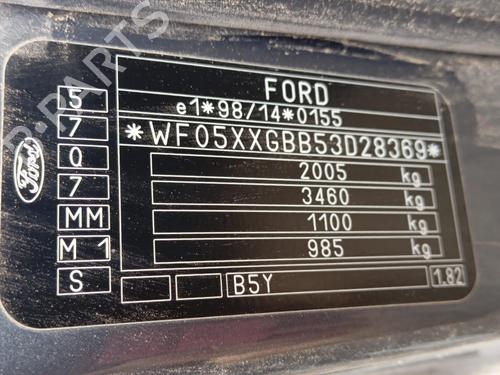 FORD
e1*98/14*0155
*WF05XXGBB53D28369*
2005 kg
3460 kg
1100 kg
985 kg
B5Y 1.82
5
7
Q
7
MM
M 1
S
Ford
B-PARTS